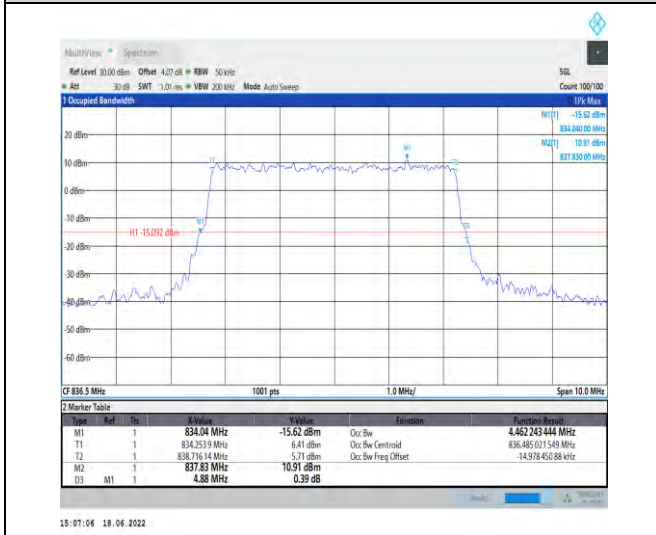 MultiView Spectrum
Ref Level 30.00 dBm Offset 4.07 dB RBW 50 kHz SGL
Att 30 dB SWT 1.01 ms VBW 200 kHz Mode Auto Sweep Count 100/100
1 Occupied Bandwidth 1Pk Max
M1[1] -15.62 dBm
834.040 00 MHz
20 dBm M2[1] 10.91 dBm
837.830 00 MHz
M2
10 dBm T1 T2
0 dBm
-10 dBm
M1 D3
H1 -15.092 dBm
-20 dBm
-30 dBm
-40 dBm
-50 dBm
-60 dBm
CF 836.5 MHz 1001 pts 1.0 MHz/ Span 10.0 MHz
2 Marker Table
Type Ref Trc X-Value Y-Value Function Function Result
M1 1 834.04 MHz -15.62 dBm Occ Bw 4.462 243 444 MHz
T1 1 834.253 9 MHz 6.41 dBm Occ Bw Centroid 836.485 021 549 MHz
T2 1 838.716 14 MHz 5.71 dBm Occ Bw Freq Offset -14.978 450 88 kHz
M2 1 837.83 MHz 10.91 dBm
D3 M1 1 4.88 MHz 0.39 dB
15:07:06 18.06.2022